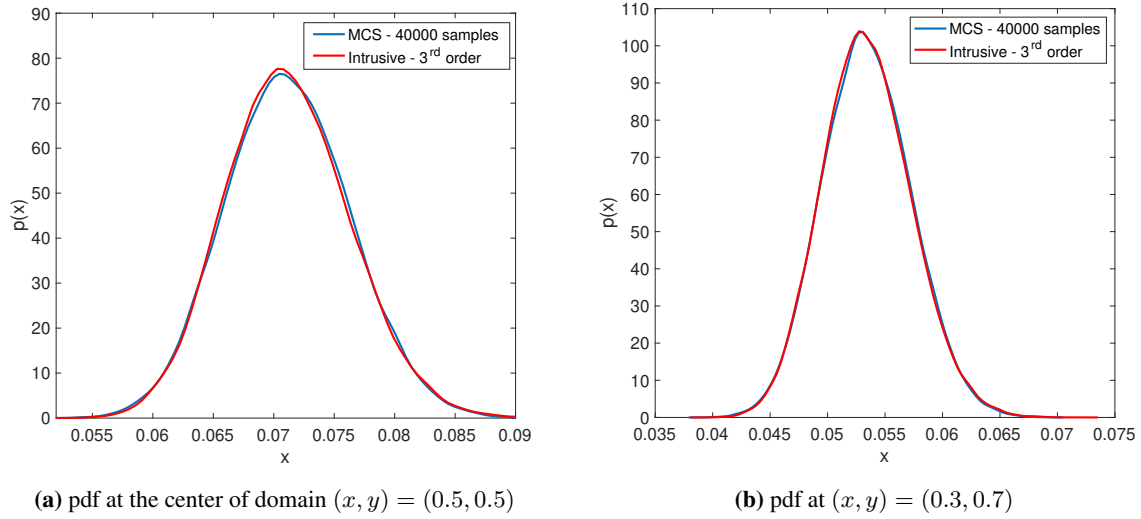 90
80
70
60
50
40
30
20
10
0
p(x)
MCS - 40000 samples
Intrusive - 3rd order
0.055 0.06 0.065 0.07 0.075 0.08 0.085 0.09
x
(a) pdf at the center of domain (x, y) = (0.5, 0.5)
110
100
90
80
70
60
50
40
30
20
10
0
p(x)
MCS - 40000 samples
Intrusive - 3rd order
0.035 0.04 0.045 0.05 0.055 0.06 0.065 0.07 0.075
x
(b) pdf at (x, y) = (0.3, 0.7)